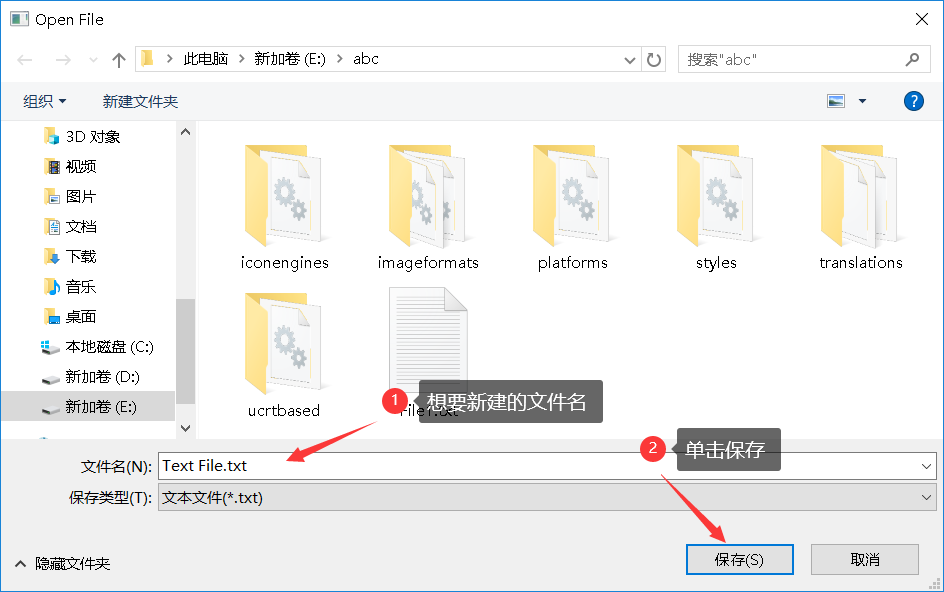 Open File
此电脑 > 新加卷 (E:) > abc
搜索"abc"
组织
新建文件夹
?
3D 对象
视频
图片
文档
下载
音乐
桌面
本地磁盘 (C:)
新加卷 (D:)
新加卷 (E:)
iconengines
imageformats
platforms
styles
translations
ucrtbased
File1.txt
1 想要新建的文件名
2 单击保存
文件名(N): Text File.txt
保存类型(T): 文本文件(*.txt)
隐藏文件夹
保存(S)
取消